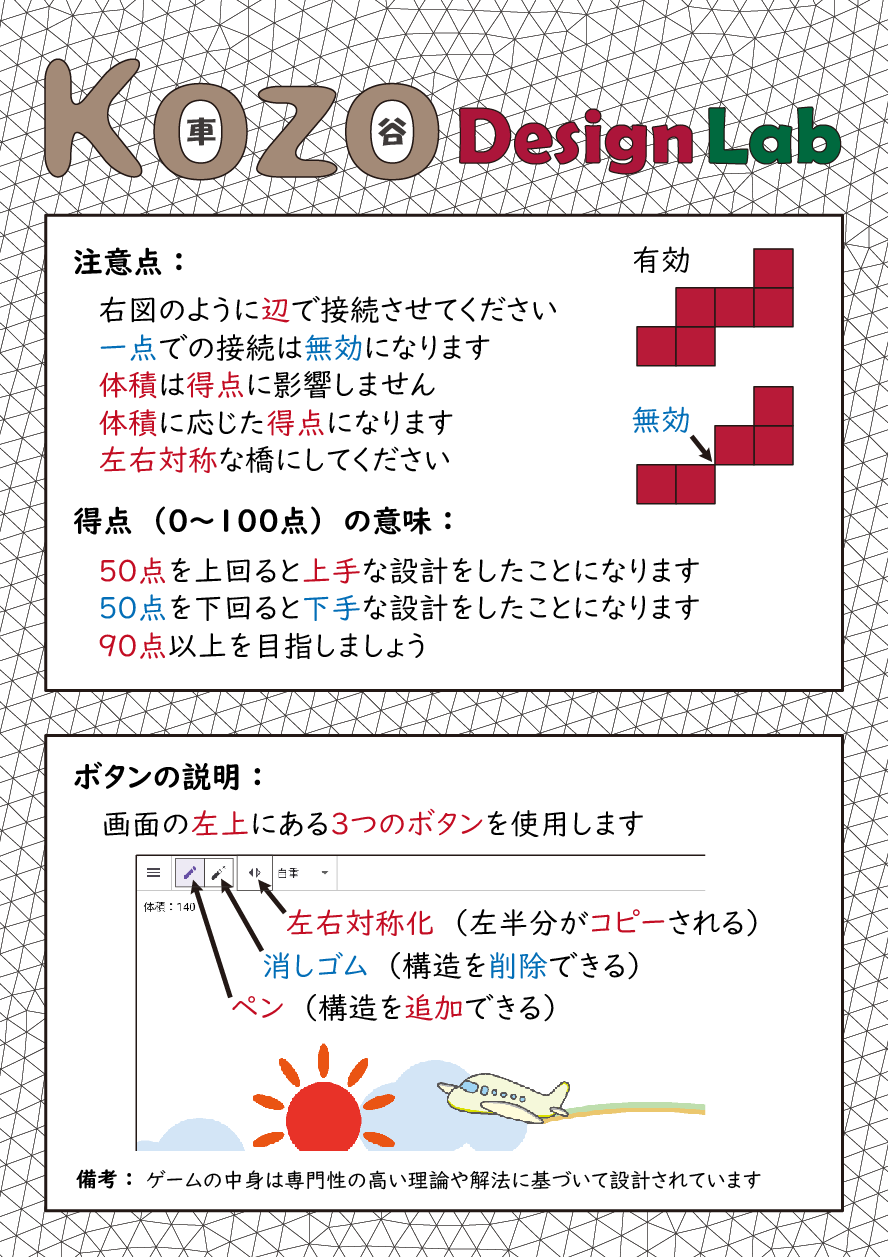 KOZO Design Lab
車 谷
注意点：
有効
右図のように辺で接続させてください
一点での接続は無効になります
体積は得点に影響しません
体積に応じた得点になります
無効
左右対称な橋にしてください
得点（0～100点）の意味：
50点を上回ると上手な設計をしたことになります
50点を下回ると下手な設計をしたことになります
90点以上を目指しましょう
ボタンの説明：
画面の左上にある3つのボタンを使用します
自重
体積：140
左右対称化（左半分がコピーされる）
消しゴム（構造を削除できる）
ペン（構造を追加できる）
備考：ゲームの中身は専門性の高い理論や解法に基づいて設計されています